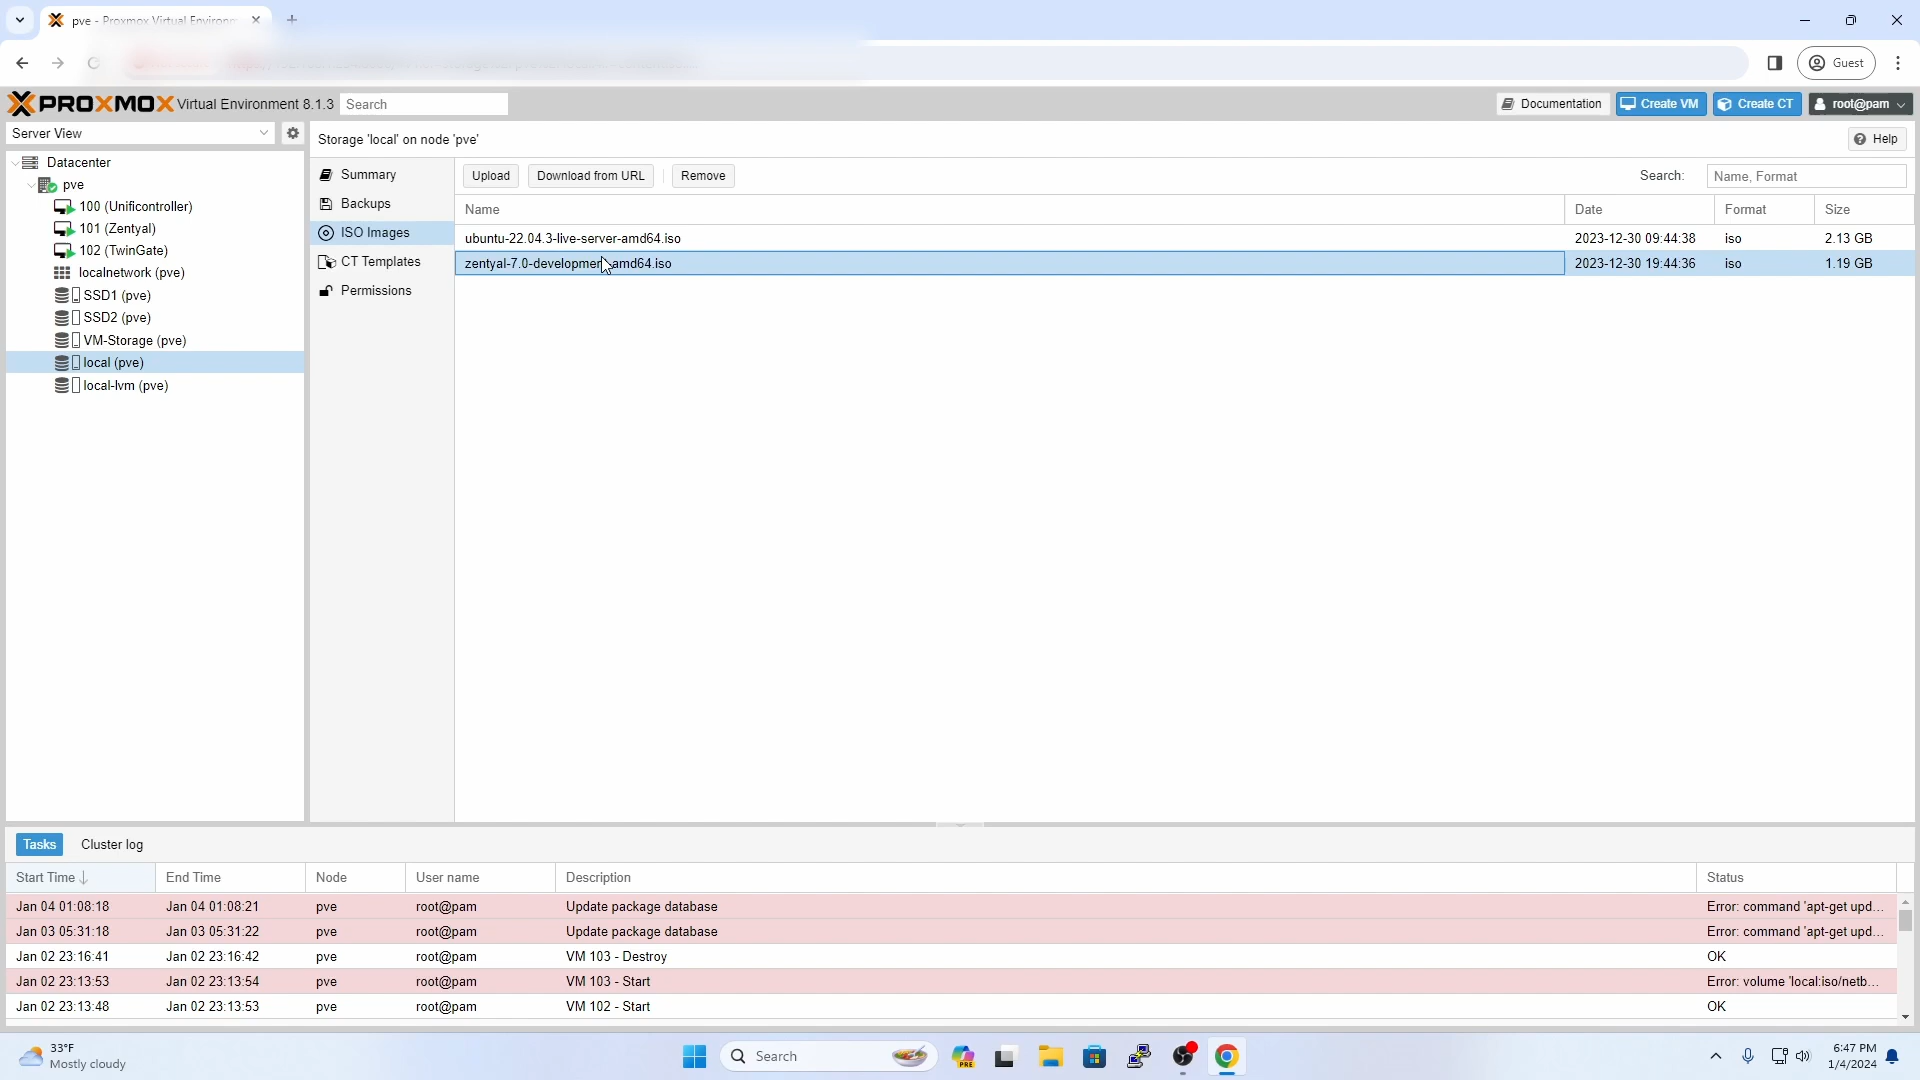 pve - Proxmox Virtual Environm
Guest
PROXMOX Virtual Environment 8.1.3 Search
Documentation Create VM Create CT root@pam
Server View
Storage 'local' on node 'pve' Help
Datacenter
pve
100 (Unificontroller)
101 (Zentyal)
102 (TwinGate)
localnetwork (pve)
SSD1 (pve)
SSD2 (pve)
VM-Storage (pve)
local (pve)
local-lvm (pve)
Summary
Backups
ISO Images
CT Templates
Permissions
Upload Download from URL Remove Search: Name, Format
Name Date Format Size
ubuntu-22.04.3-live-server-amd64.iso 2023-12-30 09:44:38 iso 2.13 GB
zentyal-7.0-development-amd64.iso 2023-12-30 19:44:36 iso 1.19 GB
Tasks Cluster log
Start Time End Time Node User name Description Status
Jan 04 01:08:18 Jan 04 01:08:21 pve root@pam Update package database Error: command 'apt-get upd...
Jan 03 05:31:18 Jan 03 05:31:22 pve root@pam Update package database Error: command 'apt-get upd...
Jan 02 23:16:41 Jan 02 23:16:42 pve root@pam VM 103 - Destroy OK
Jan 02 23:13:53 Jan 02 23:13:54 pve root@pam VM 103 - Start Error: volume 'local:iso/netb...
Jan 02 23:13:48 Jan 02 23:13:53 pve root@pam VM 102 - Start OK
33°F
Mostly cloudy
Search
PRE
6:47 PM
1/4/2024